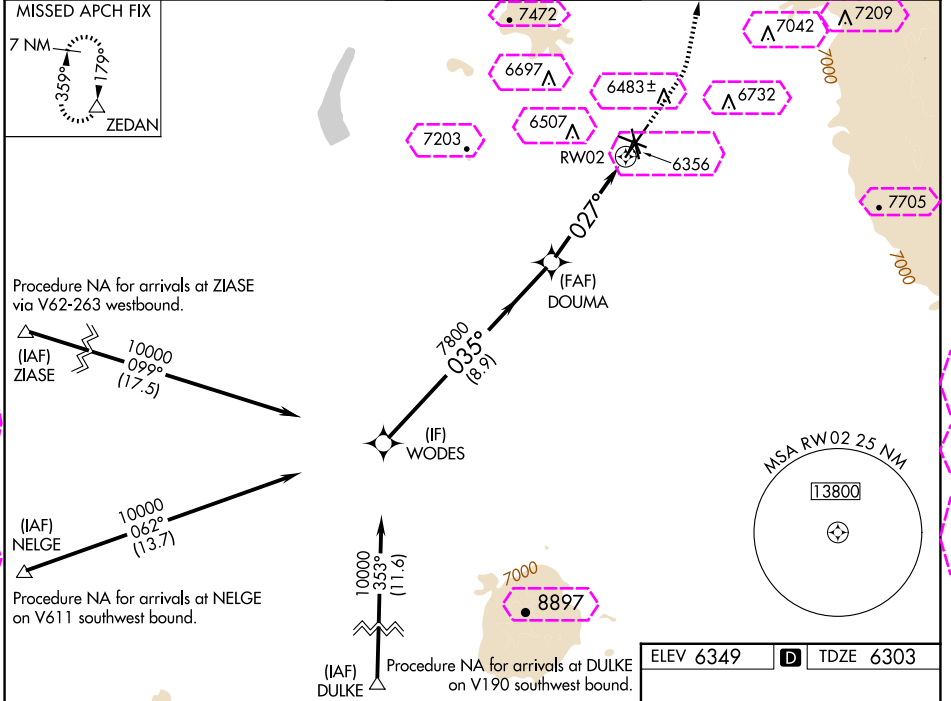 MISSED APCH FIX
7 NM
359°
179°
ZEDAN
7472
7042
7209
6697
6483±
6732
7000
7203
6507
RW02
6356
027°
7705
7000
(FAF)
DOUMA
Procedure NA for arrivals at ZIASE
via V62-263 westbound.
(IAF)
ZIASE
10000
099°
(17.5)
7800
035°
(8.9)
(IF)
WODES
MSA RW02 25 NM
13800
(IAF)
NELGE
10000
062°
(13.7)
Procedure NA for arrivals at NELGE
on V611 southwest bound.
10000
353°
(11.6)
7000
8897
(IAF)
DULKE
Procedure NA for arrivals at DULKE
on V190 southwest bound.
ELEV 6349 D TDZE 6303